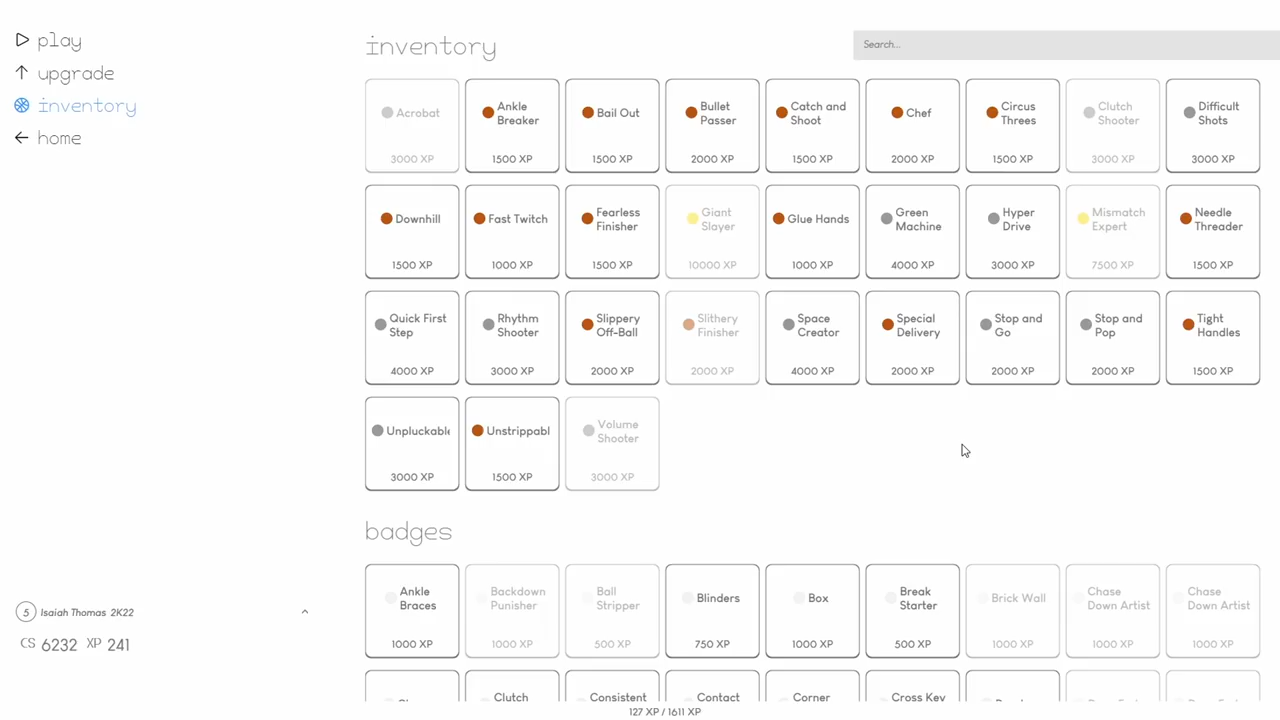 play
upgrade
inventory
home
inventory
Search...
Acrobat
3000 XP
Ankle
Breaker
1500 XP
Bail Out
1500 XP
Bullet
Passer
2000 XP
Catch and
Shoot
1500 XP
Chef
2000 XP
Circus
Threes
1500 XP
Clutch
Shooter
3000 XP
Difficult
Shots
3000 XP
Downhill
1500 XP
Fast Twitch
1000 XP
Fearless
Finisher
1500 XP
Giant
Slayer
10000 XP
Glue Hands
1000 XP
Green
Machine
4000 XP
Hyper
Drive
3000 XP
Mismatch
Expert
7500 XP
Needle
Threader
1500 XP
Quick First
Step
4000 XP
Rhythm
Shooter
3000 XP
Slippery
Off-Ball
2000 XP
Slithery
Finisher
2000 XP
Space
Creator
4000 XP
Special
Delivery
2000 XP
Stop and
Go
2000 XP
Stop and
Pop
2000 XP
Tight
Handles
1500 XP
Unpluckable
3000 XP
Unstrippabl
1500 XP
Volume
Shooter
3000 XP
badges
Ankle
Braces
1000 XP
Backdown
Punisher
1000 XP
Ball
Stripper
500 XP
Blinders
750 XP
Box
1000 XP
Break
Starter
500 XP
Brick Wall
1000 XP
Chase
Down Artist
1000 XP
Chase
Down Artist
1000 XP
Clutch
Consistent
Contact
Corner
Cross Key
5 Isaiah Thomas 2K22
CS 6232 XP 241
127 XP / 1611 XP